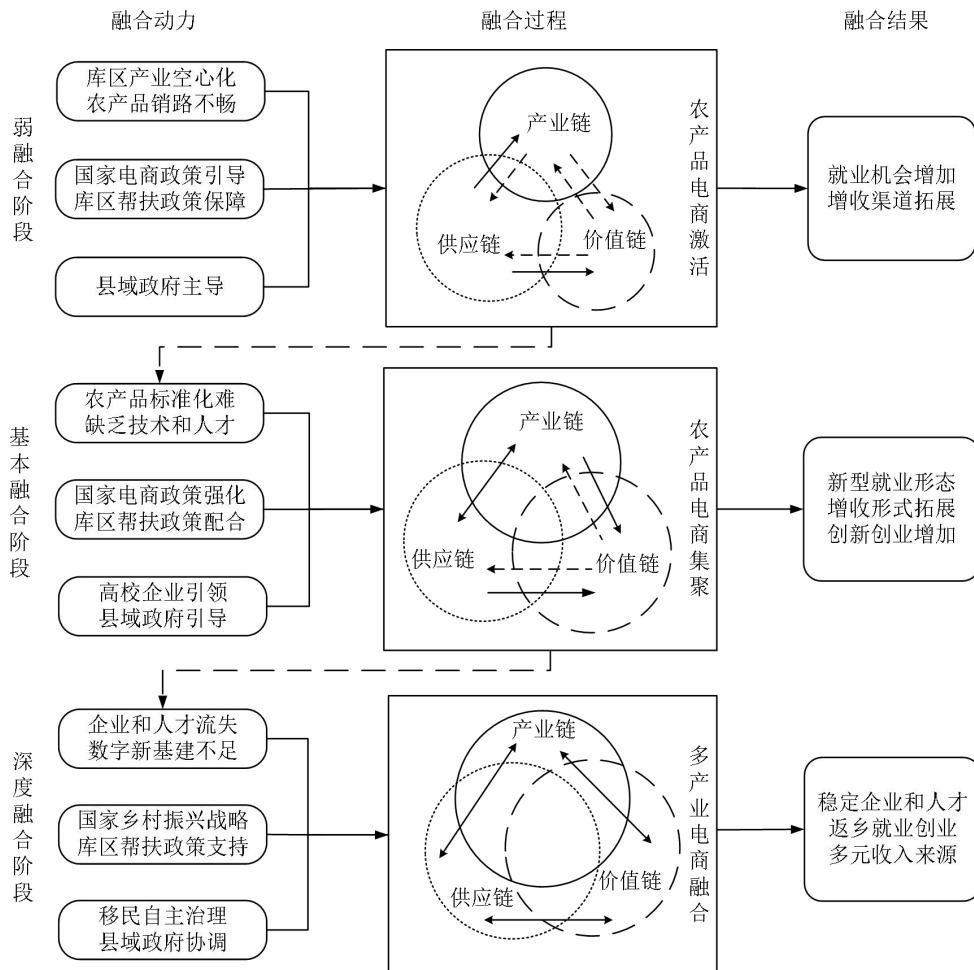 融合动力
融合过程
融合结果
弱融合阶段
库区产业空心化
农产品销路不畅
国家电商政策引导
库区帮扶政策保障
县域政府主导
产业链
供应链
价值链
农产品电商激活
就业机会增加
增收渠道拓展
基本融合阶段
农产品标准化难
缺乏技术和人才
国家电商政策强化
库区帮扶政策配合
高校企业引领
县域政府引导
产业链
供应链
价值链
农产品电商集聚
新型就业形态
增收形式拓展
创新创业增加
深度融合阶段
企业和人才流失
数字新基建不足
国家乡村振兴战略
库区帮扶政策支持
移民自主治理
县域政府协调
产业链
供应链
价值链
多产业电商融合
稳定企业和人才
返乡就业创业
多元收入来源